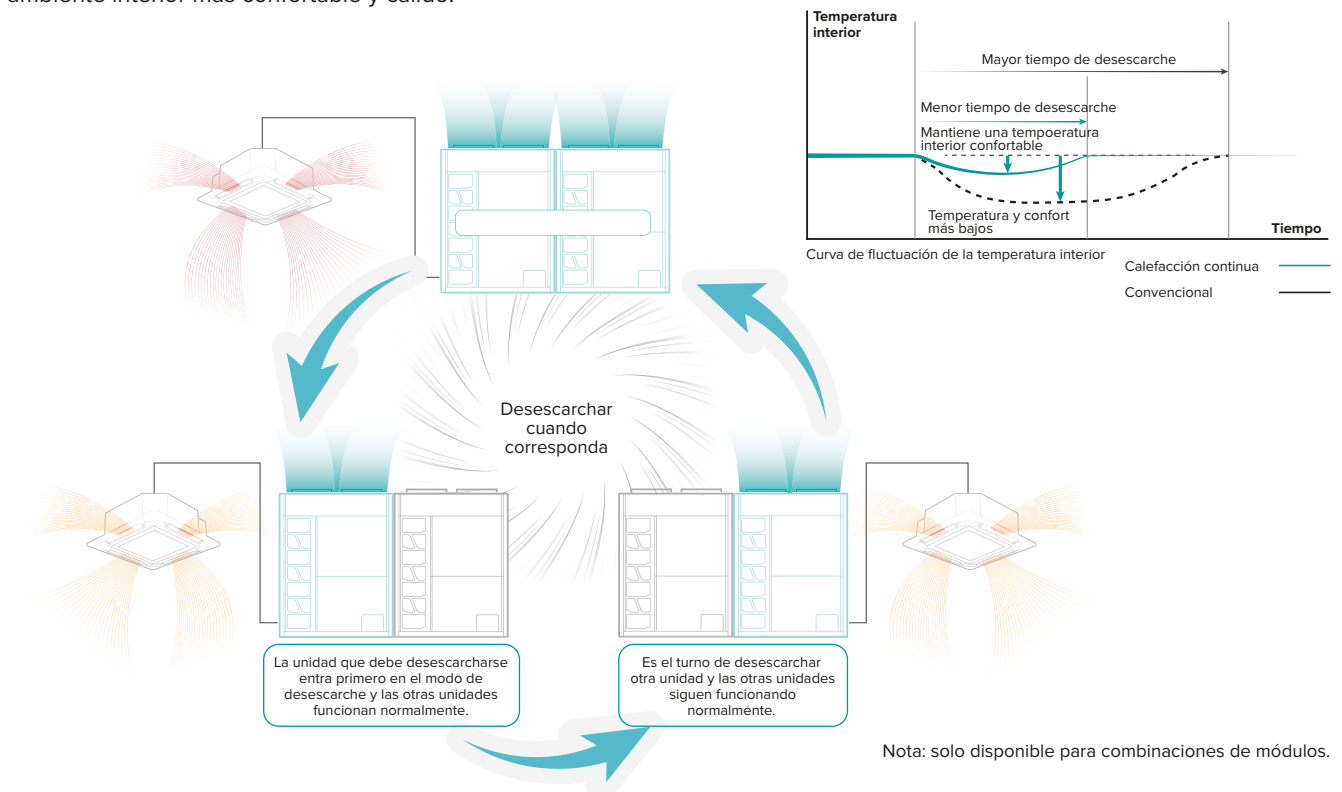 ambiente interior más confortable y cálido.
Temperatura
interior
Mayor tiempo de desescarche
Menor tiempo de desescarche
Mantiene una tempoeratura
interior confortable
Temperatura y confort
más bajos
Tiempo
Curva de fluctuación de la temperatura interior
Calefacción continua
Convencional
Desescarchar
cuando
corresponda
La unidad que debe desescarcharse
entra primero en el modo de
desescarche y las otras unidades
funcionan normalmente.
Es el turno de desescarchar
otra unidad y las otras unidades
siguen funcionando
normalmente.
Nota: solo disponible para combinaciones de módulos.